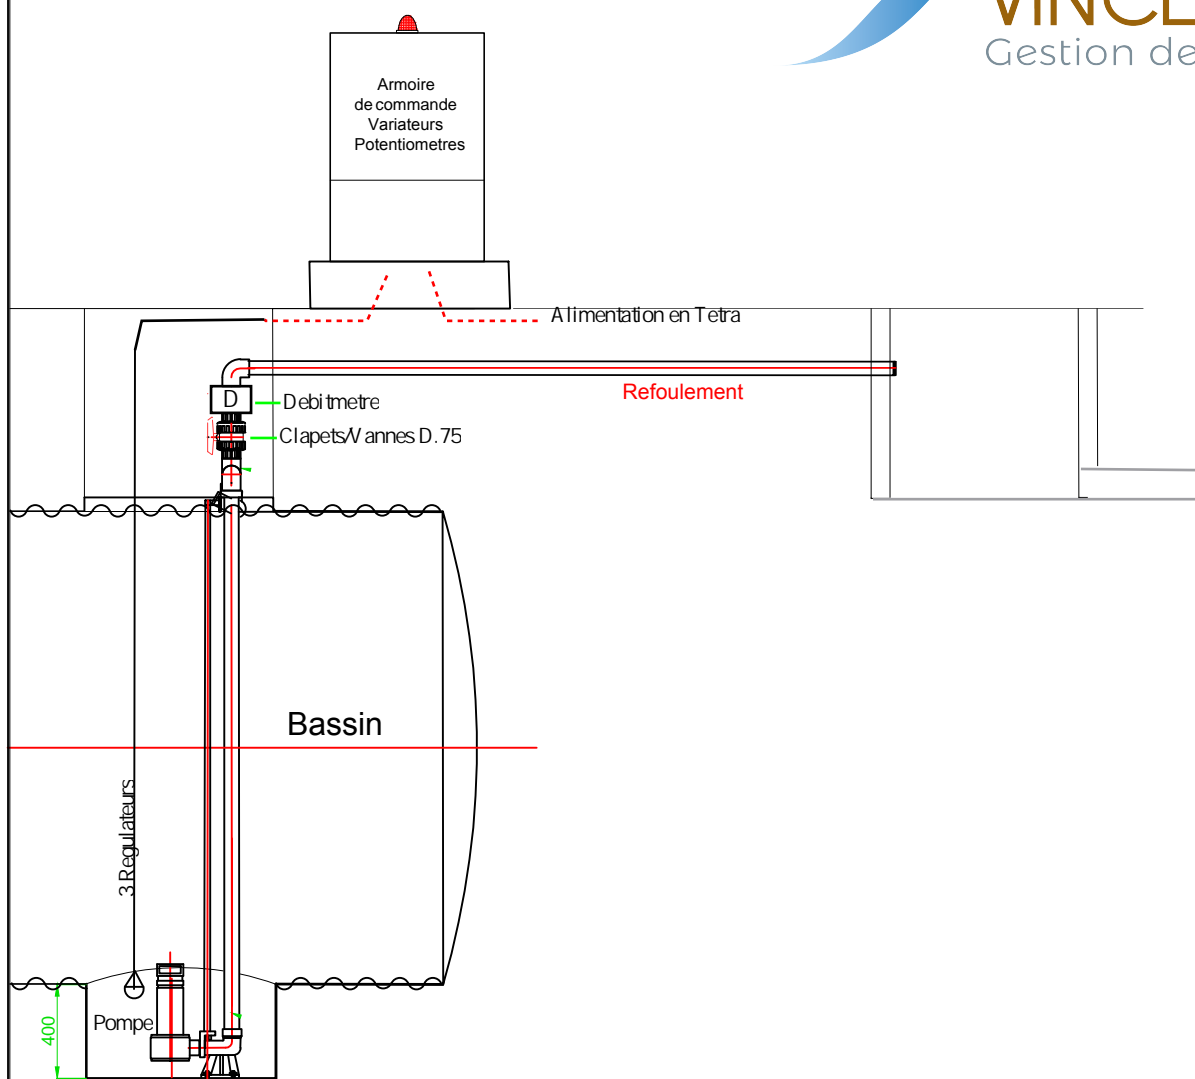 Gestion de
Armoire
de commande
Variateurs
Potentiometres
Alimentation en Tetra
Refoulement
D
Debitmetre
Clapets/Vannes D.75
Bassin
3 Regulateurs
Pompe
400